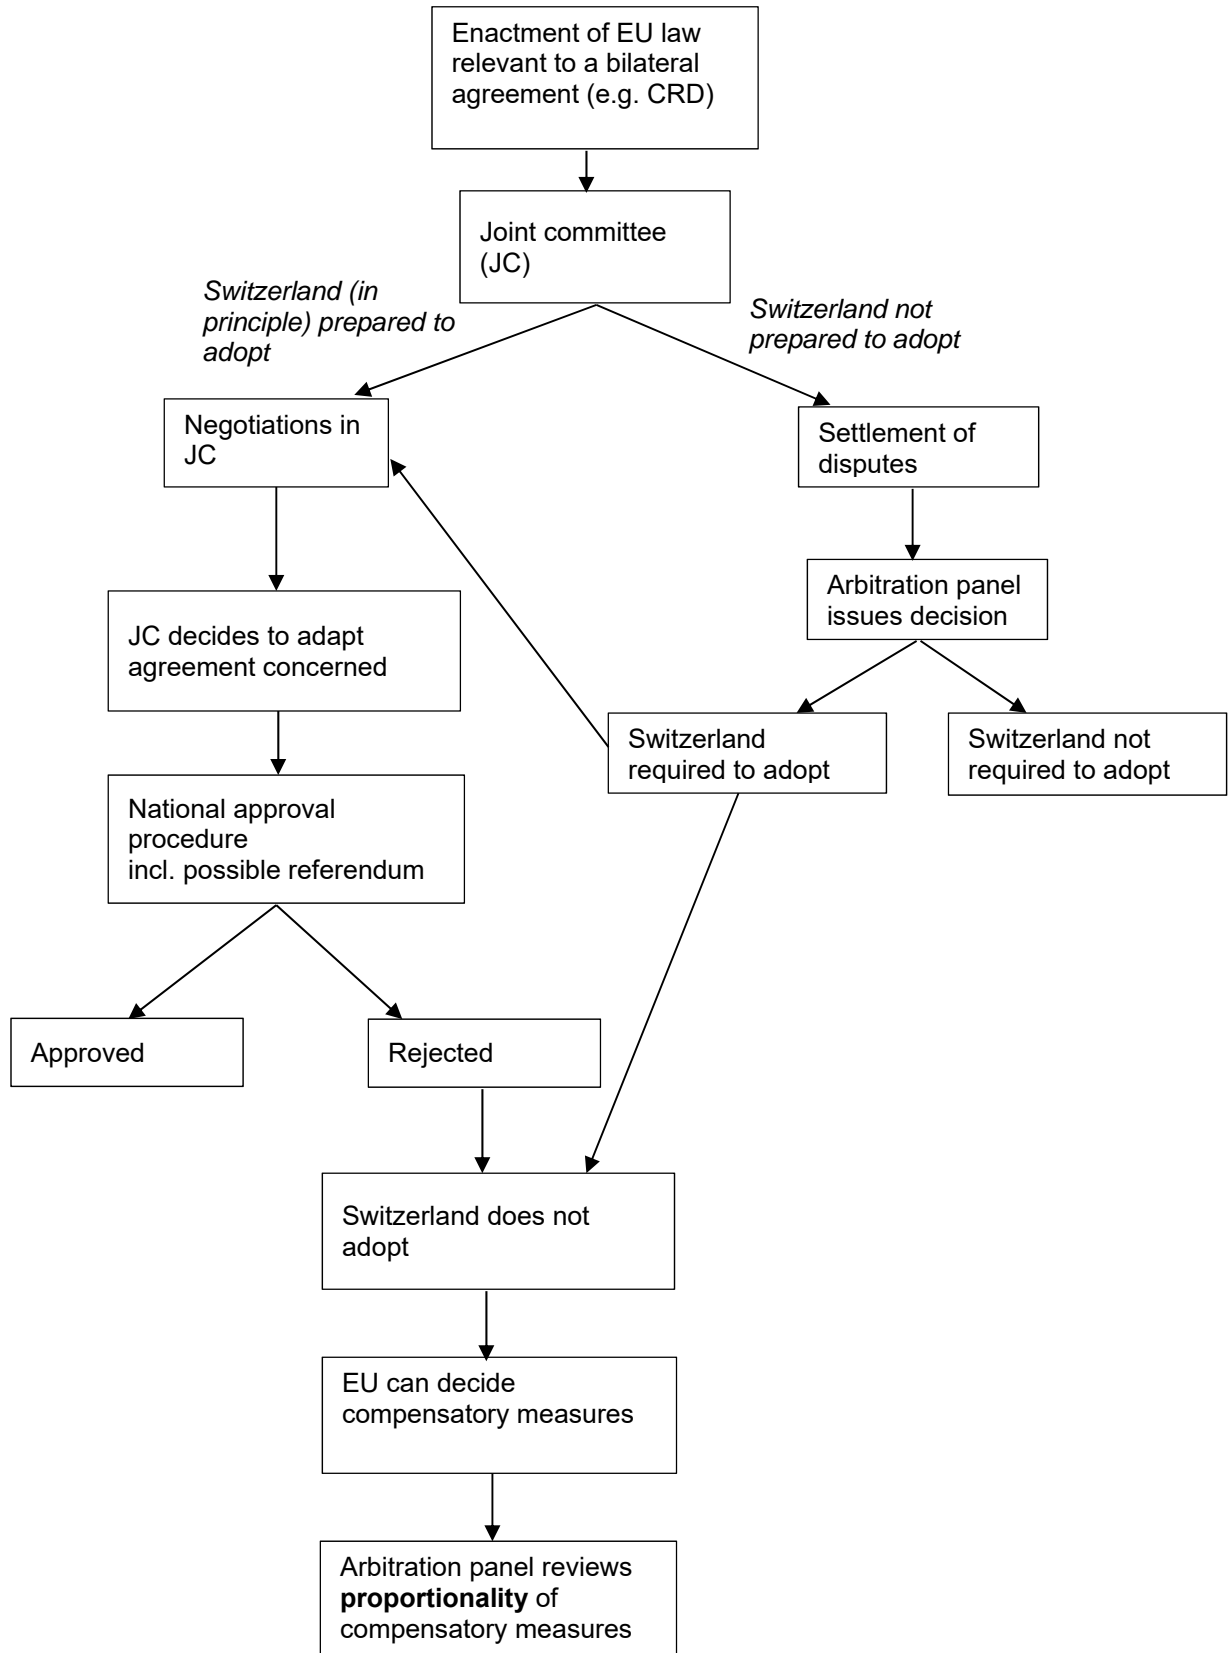 Enactment of EU law
relevant to a bilateral
agreement (e.g. CRD)
Joint committee
(JC)
Switzerland (in
principle) prepared to
adopt
Switzerland not
prepared to adopt
Negotiations in
JC
Settlement of
disputes
Arbitration panel
issues decision
JC decides to adapt
agreement concerned
Switzerland
required to adopt
Switzerland not
required to adopt
National approval
procedure
incl. possible referendum
Approved
Rejected
Switzerland does not
adopt
EU can decide
compensatory measures
Arbitration panel reviews
proportionality of
compensatory measures